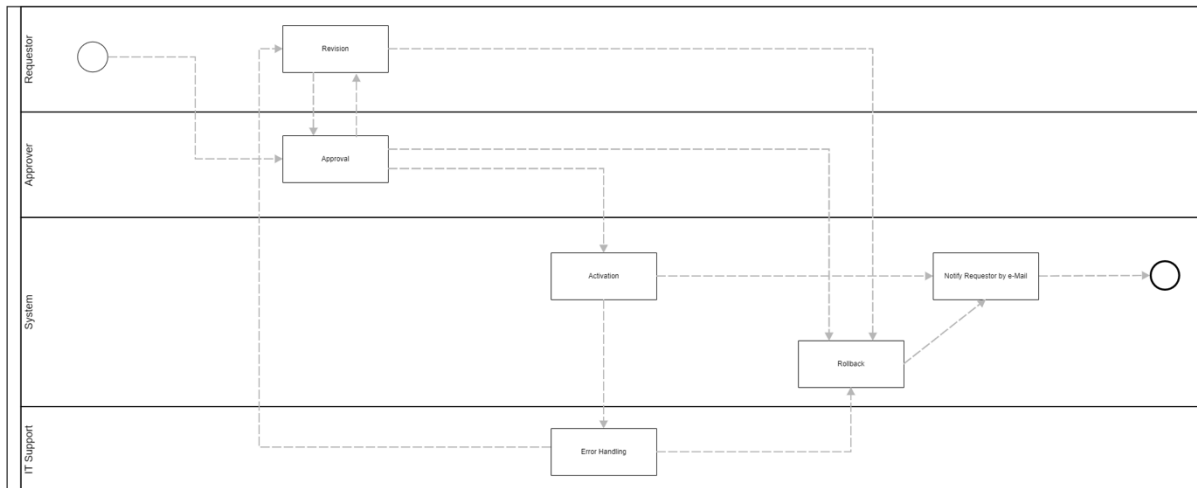 Requestor
Revision
Approver
Approval
System
Activation
Notify Requestor by e-Mail
Rollback
IT Support
Error Handling